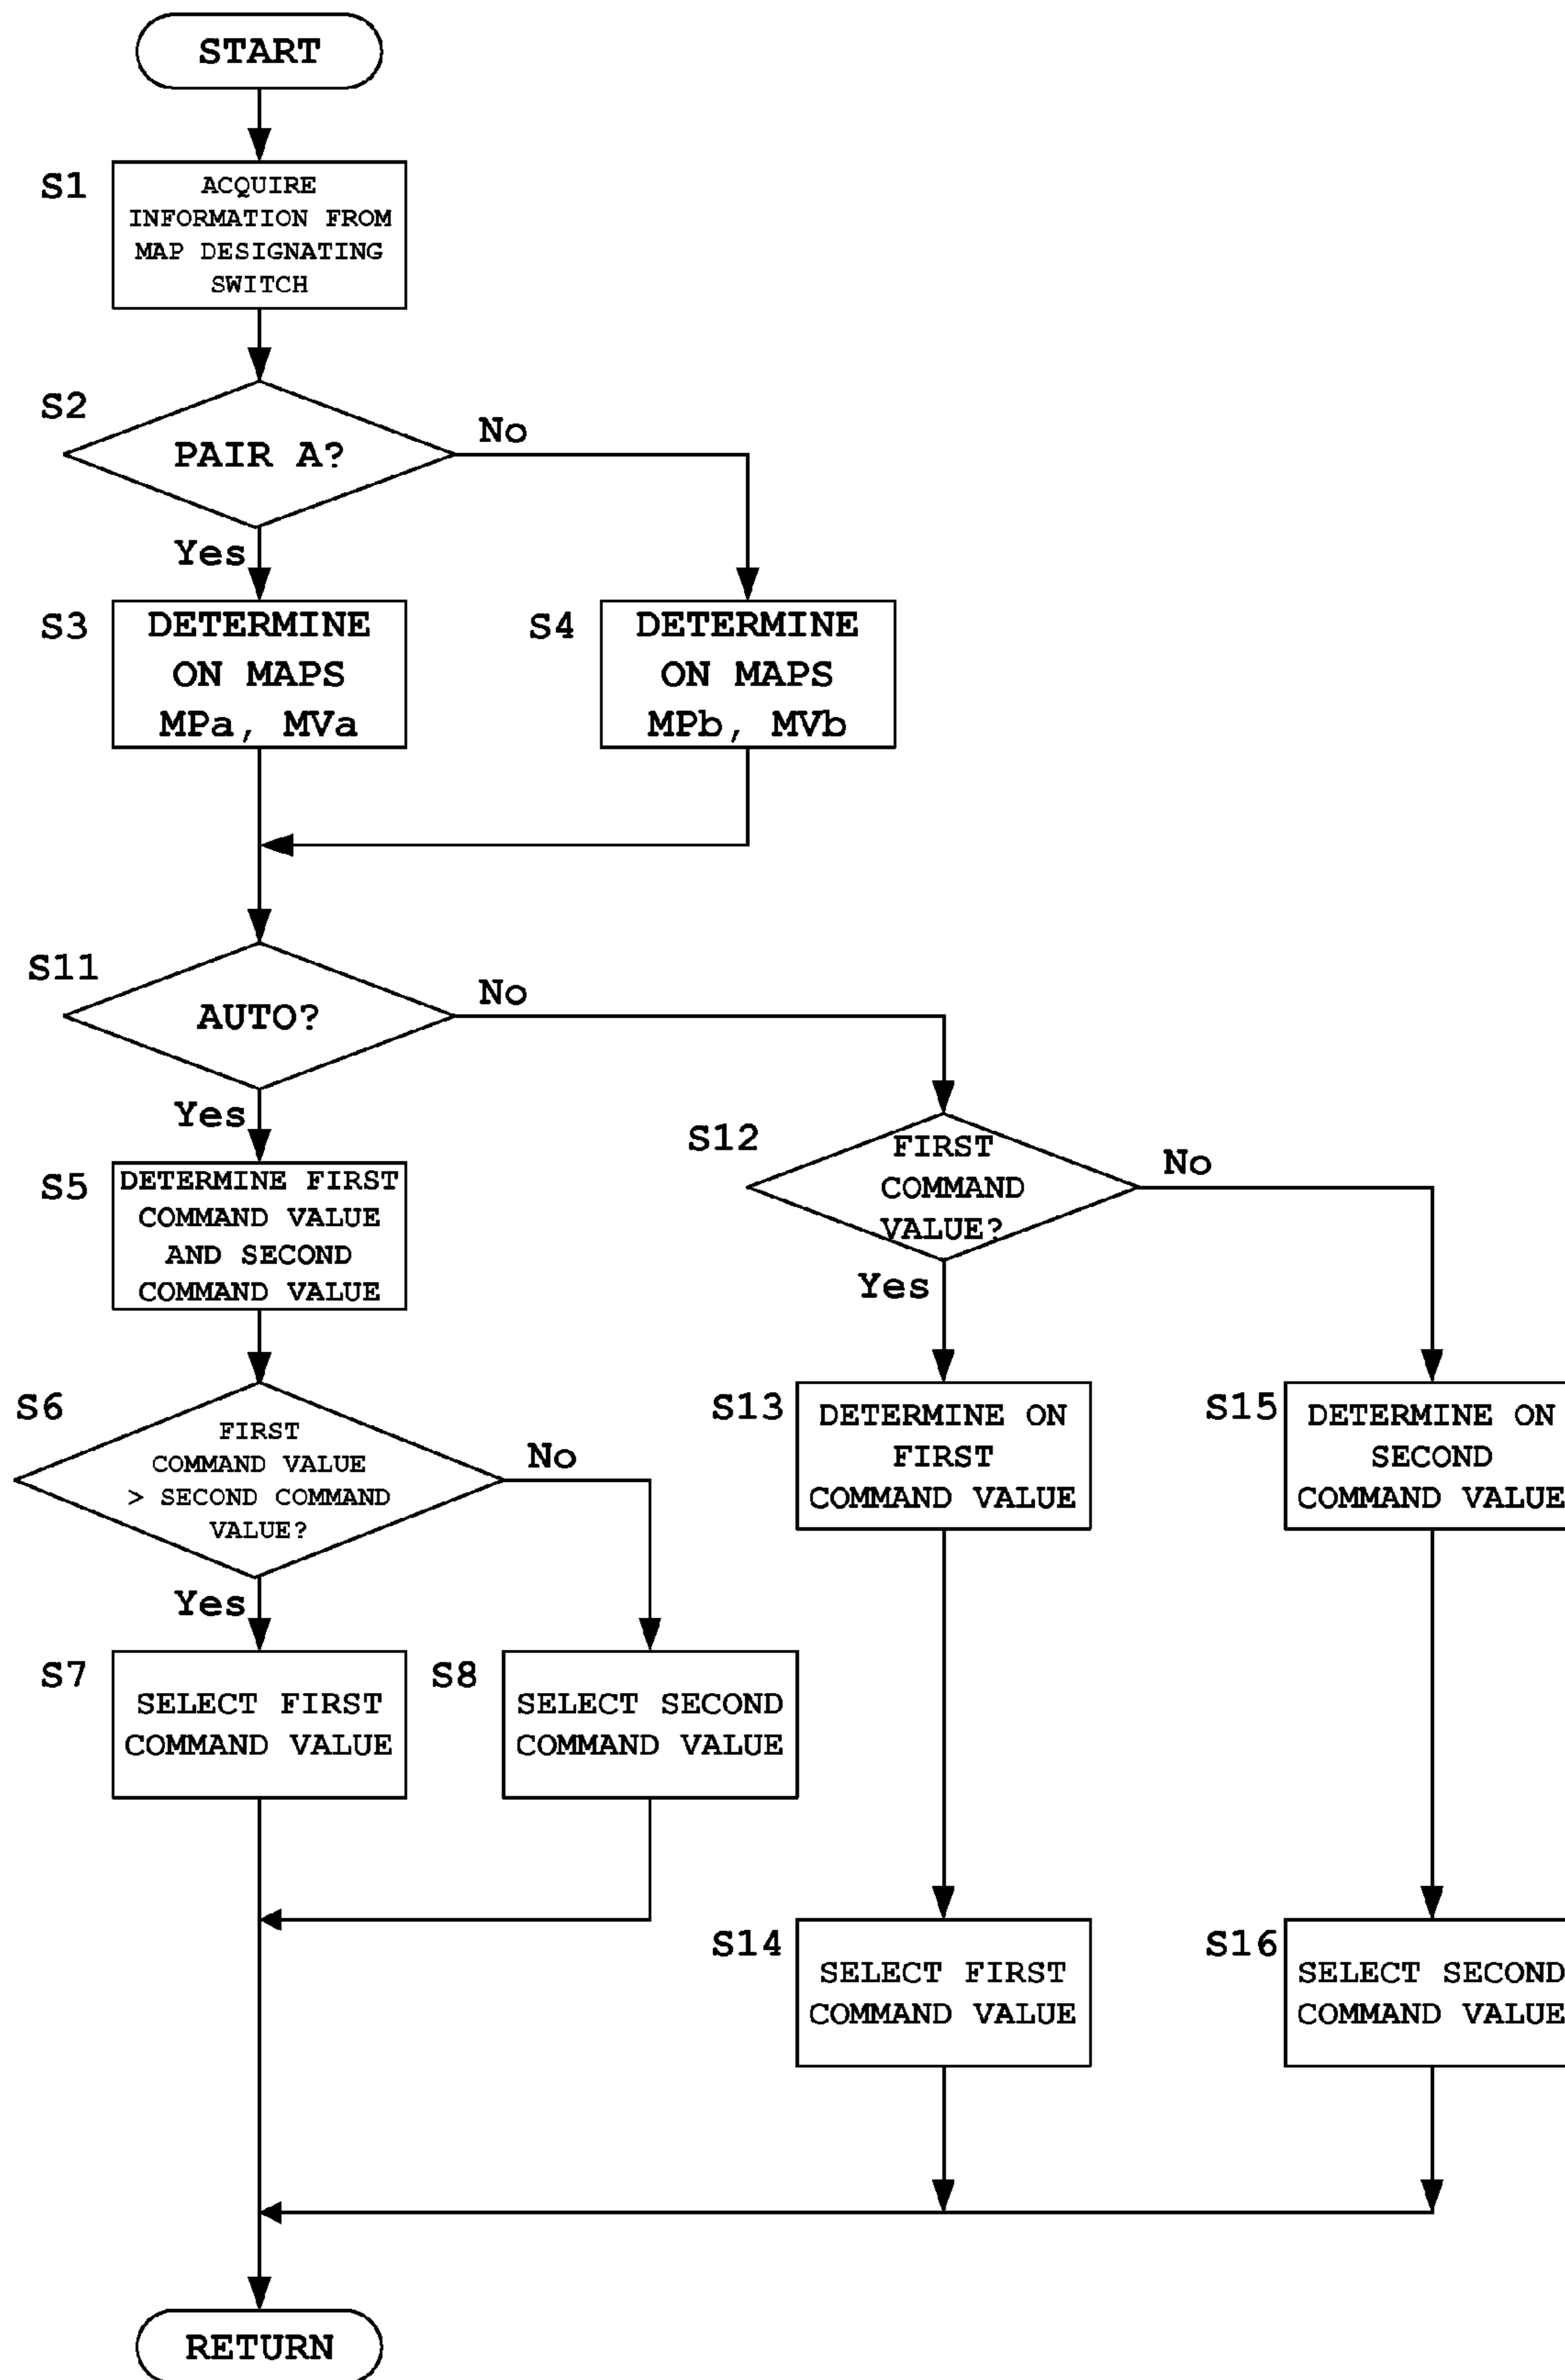 START
S1
ACQUIRE
INFORMATION FROM
MAP DESIGNATING
SWITCH
S2
PAIR A?
No
Yes
S3
DETERMINE
ON MAPS
MPa, MVa
S4
DETERMINE
ON MAPS
MPb, MVb
S11
AUTO?
No
Yes
S12
FIRST
COMMAND
VALUE?
No
Yes
S5
DETERMINE FIRST
COMMAND VALUE
AND SECOND
COMMAND VALUE
S6
FIRST
COMMAND VALUE
> SECOND COMMAND
VALUE?
No
Yes
S13
DETERMINE ON
FIRST
COMMAND VALUE
S15
DETERMINE ON
SECOND
COMMAND VALUE
S7
SELECT FIRST
COMMAND VALUE
S8
SELECT SECOND
COMMAND VALUE
S14
SELECT FIRST
COMMAND VALUE
S16
SELECT SECOND
COMMAND VALUE
RETURN